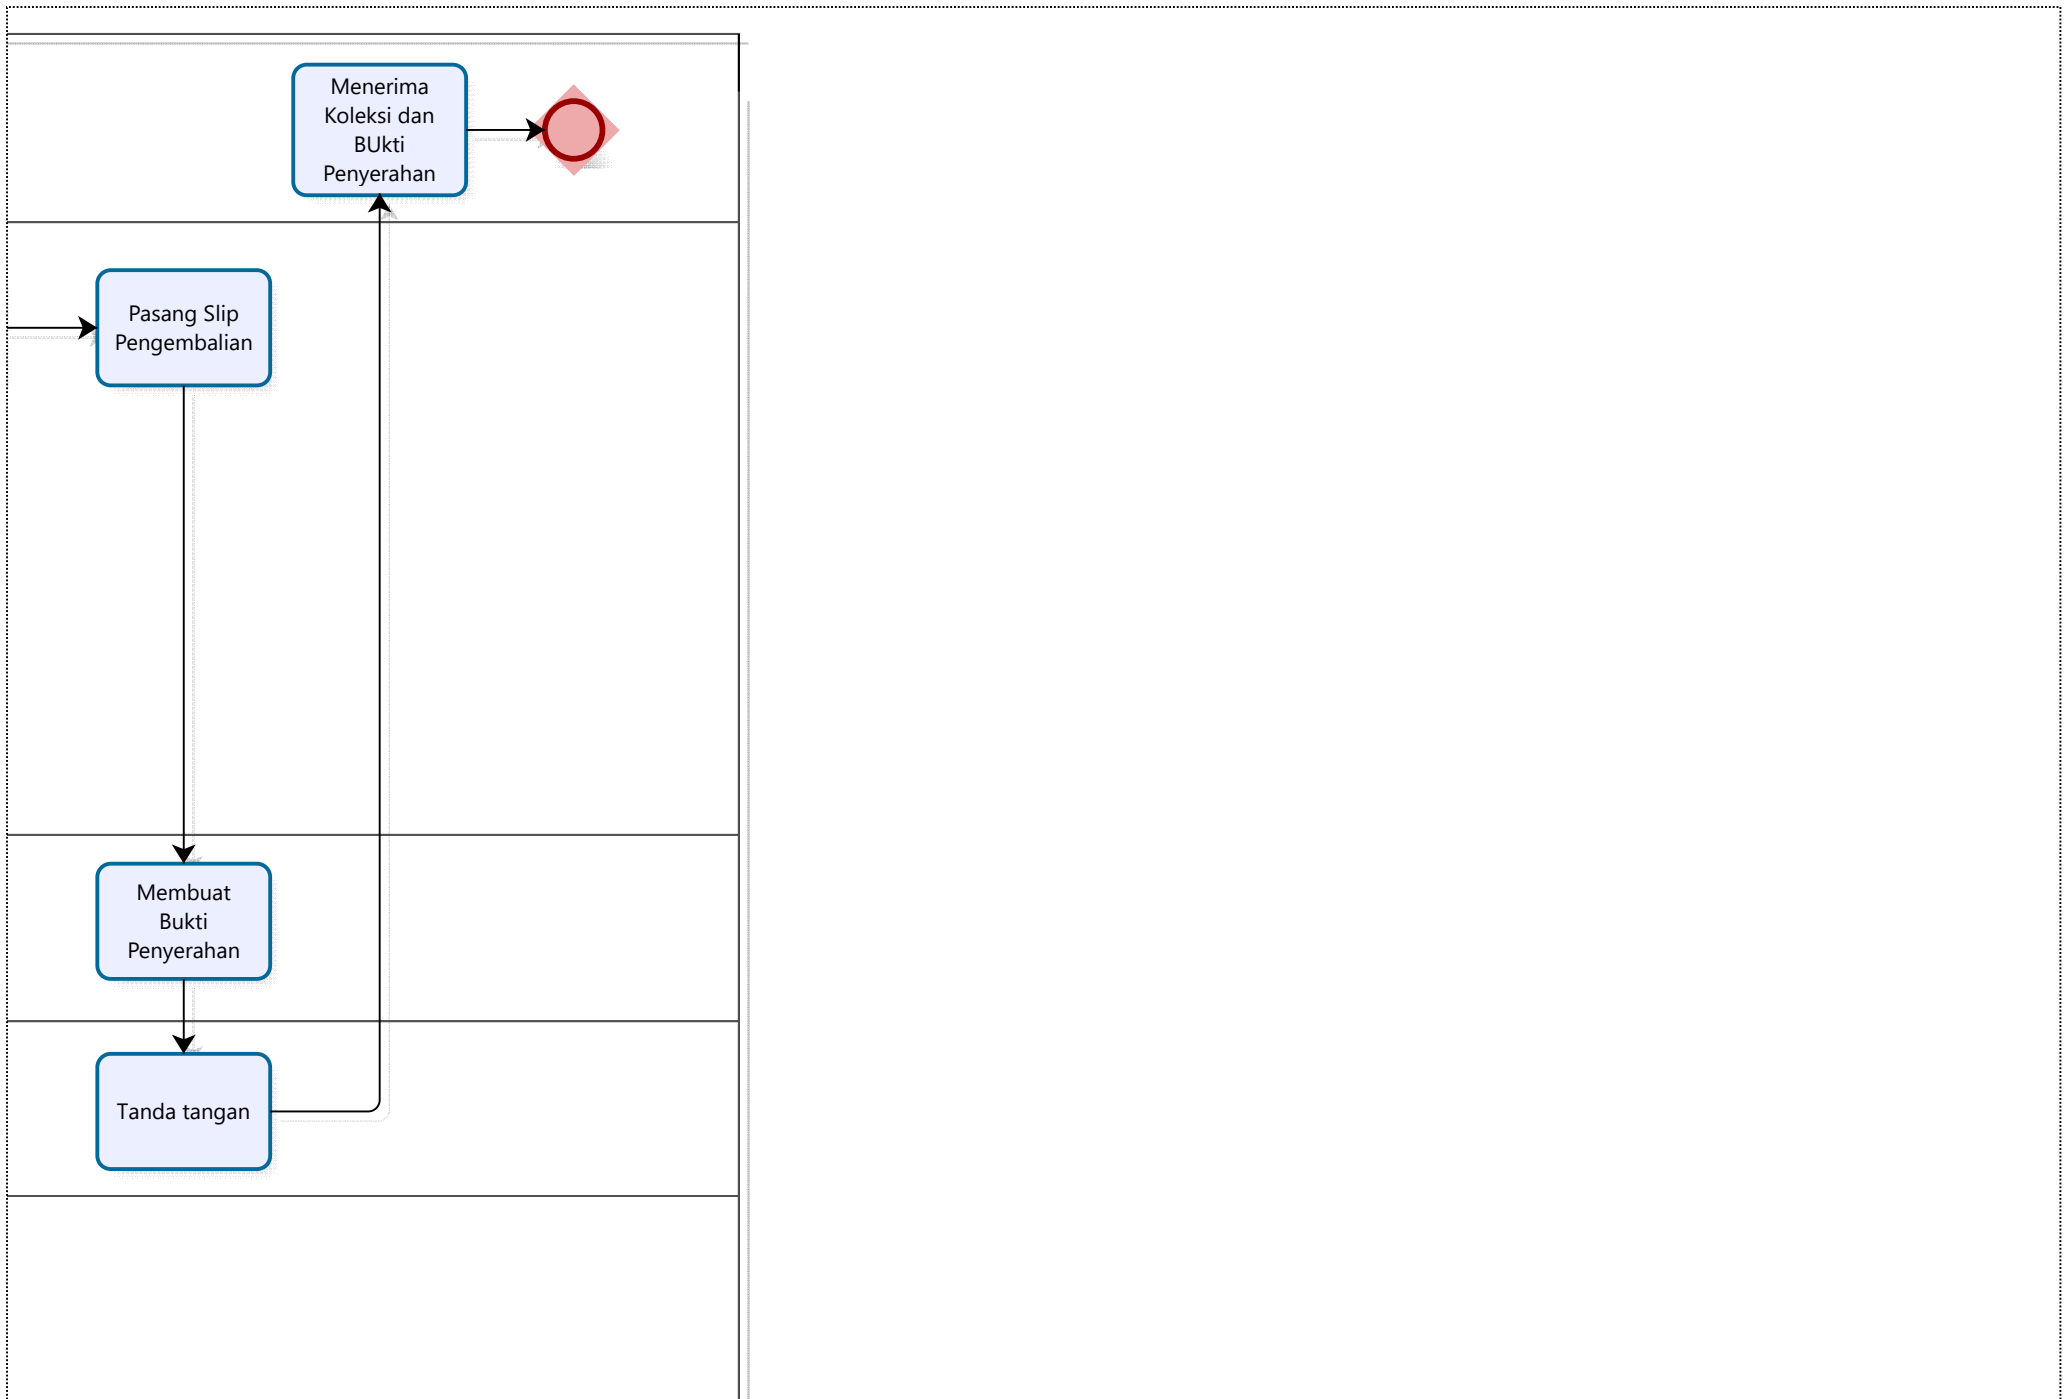 Menerima
Koleksi dan
BUkti
Penyerahan
Pasang Slip
Pengembalian
Membuat
Bukti
Penyerahan
Tanda tangan